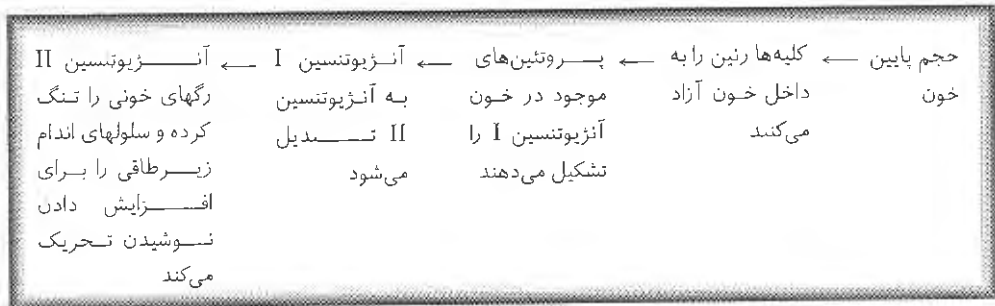 حجم پایین ← کلیه‌ها رنین را به ← پروتئین‌های ← آنژیوتنسین I ← آنژیوتنسین II
خون داخل خون آزاد موجود در خون به آنژیوتنسین رگهای خونی را تنگ
می‌کنند آنژیوتنسین I را II تبدیل کرده و سلولهای اندام
تشکیل می‌دهند می‌شود زیرطاقی را برای
افزایش دادن
نوشیدن تحریک
می‌کند